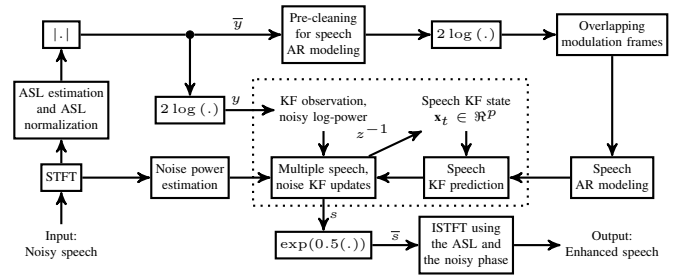 |.|
y̅
Pre-cleaning
for speech
AR modeling
2 log (.)
Overlapping
modulation frames
ASL estimation
and ASL
normalization
2 log (.)
y
KF observation,
noisy log-power
z⁻¹
Speech KF state
𝐱ₜ ∈ ℜᵖ
STFT
Noise power
estimation
Multiple speech,
noise KF updates
Speech
KF prediction
Speech
AR modeling
Input:
Noisy speech
s
exp(0.5(.))
s̅
ISTFT using
the ASL and
the noisy phase
Output:
Enhanced speech